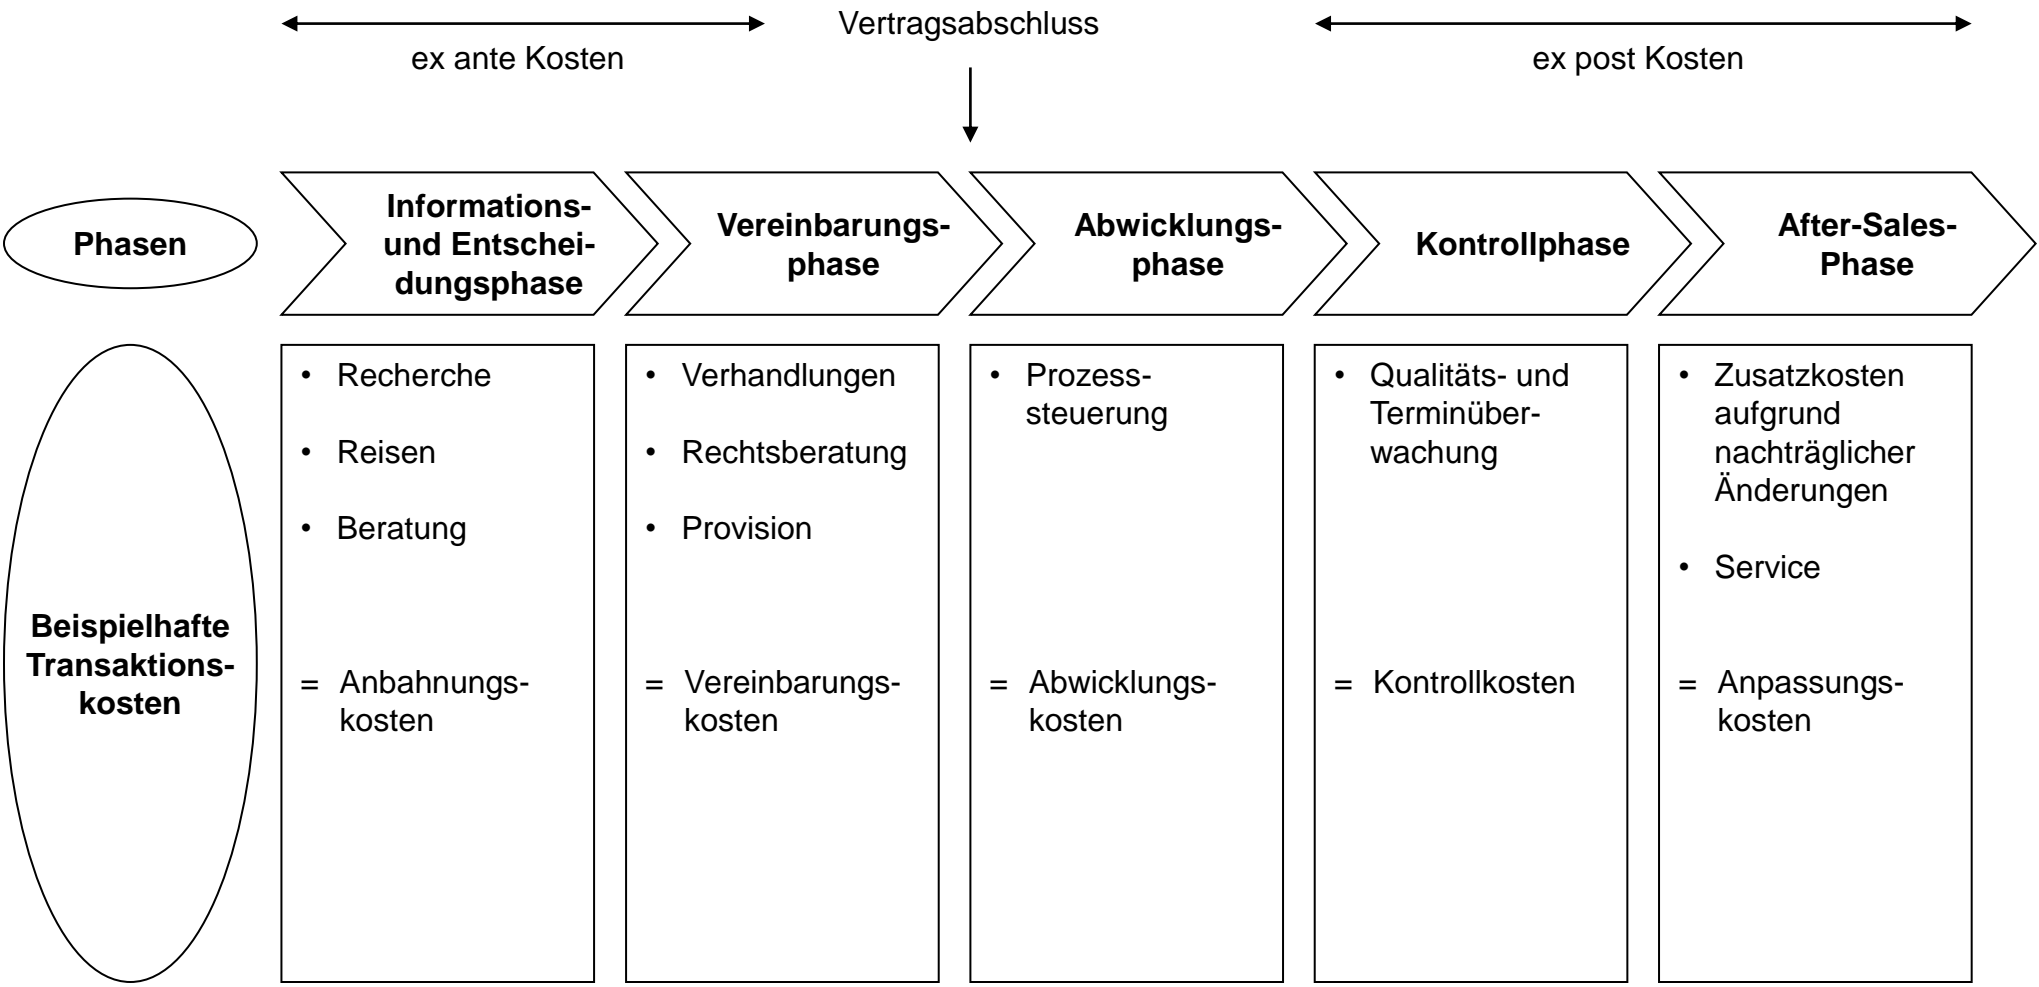 Vertragsabschluss
ex ante Kosten
ex post Kosten
Phasen
Informations-
und Entschei-
dungsphase
Vereinbarungs-
phase
Abwicklungs-
phase
Kontrollphase
After-Sales-
Phase
Beispielhafte
Transaktions-
kosten
• Recherche
• Reisen
• Beratung
= Anbahnungs-
kosten
• Verhandlungen
• Rechtsberatung
• Provision
= Vereinbarungs-
kosten
• Prozess-
steuerung
= Abwicklungs-
kosten
• Qualitäts- und
Terminüber-
wachung
= Kontrollkosten
• Zusatzkosten
aufgrund
nachträglicher
Änderungen
• Service
= Anpassungs-
kosten